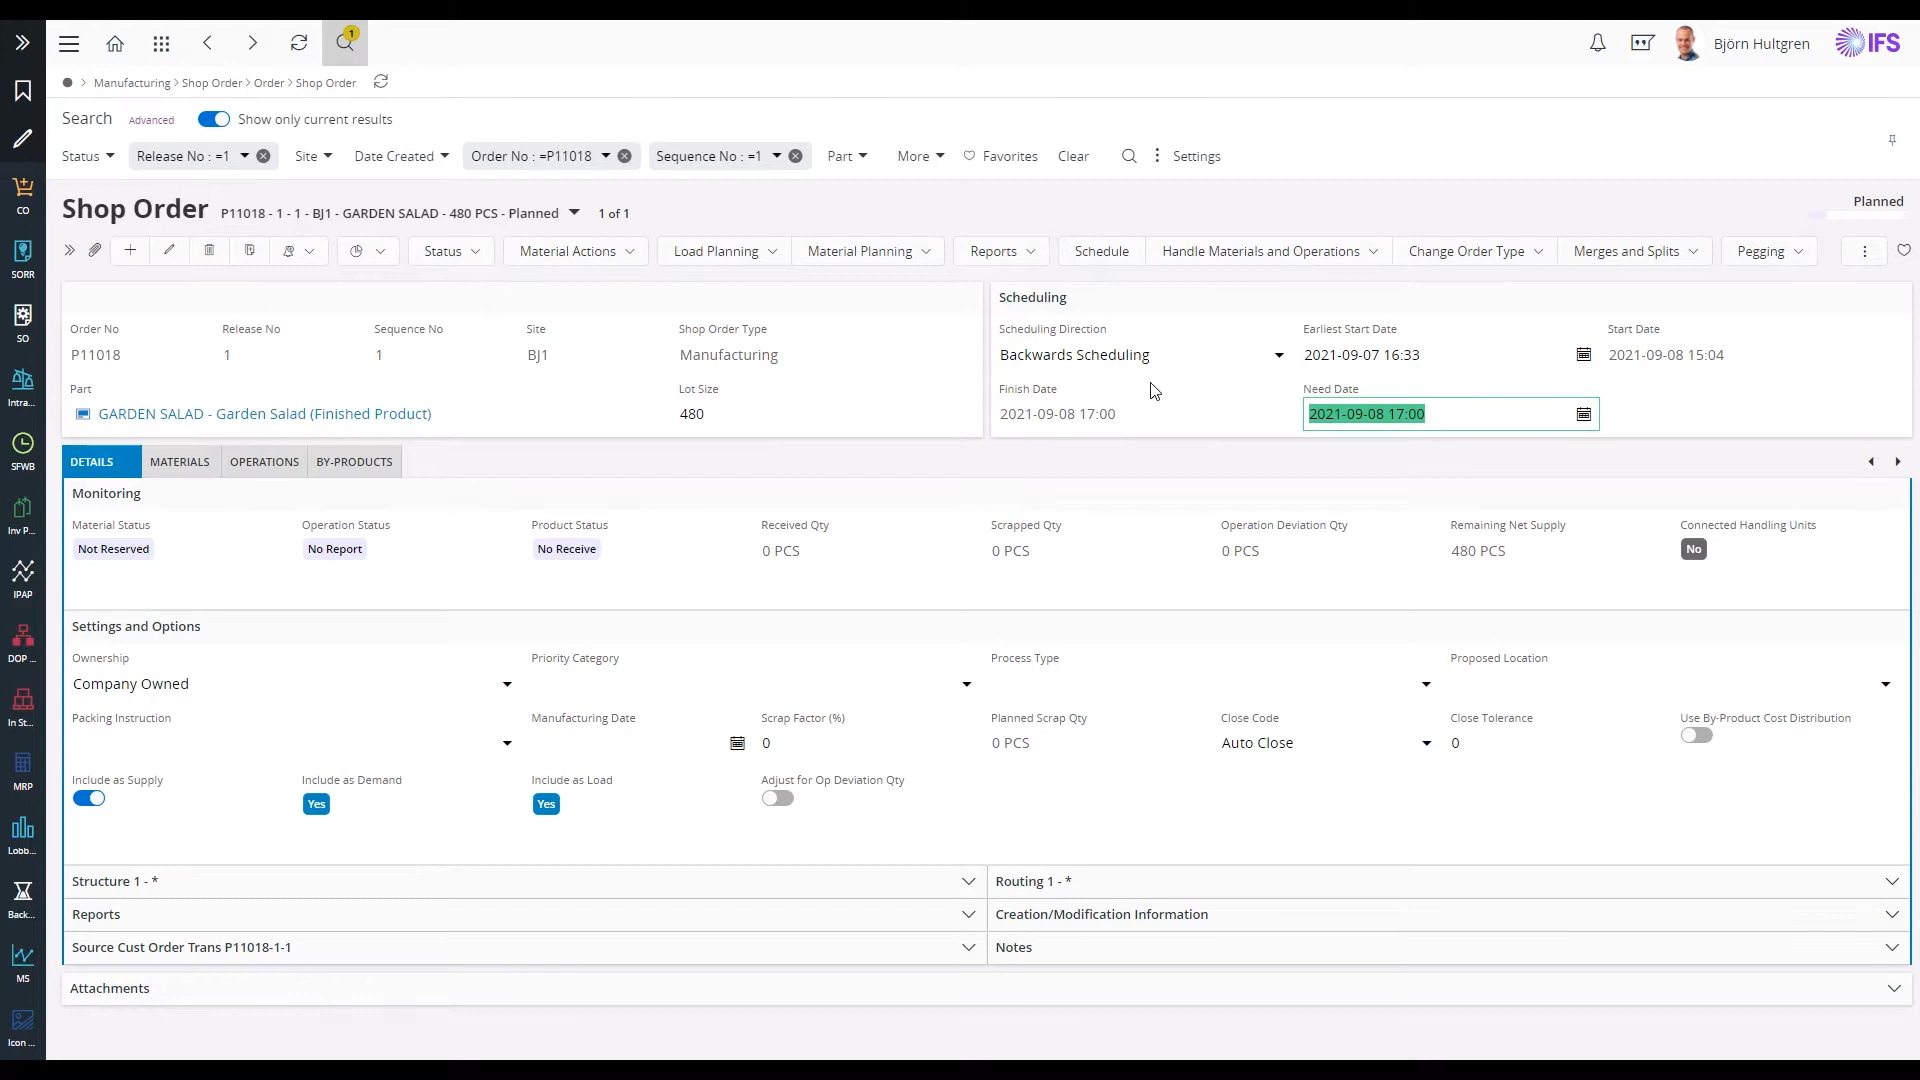 1
Björn Hultgren
IFS
Manufacturing > Shop Order > Order > Shop Order
Search Advanced Show only current results
Status Release No : =1 Site Date Created Order No : =P11018 Sequence No : =1 Part More Favorites Clear Settings
Shop Order P11018 - 1 - 1 - BJ1 - GARDEN SALAD - 480 PCS - Planned 1 of 1 Planned
Status Material Actions Load Planning Material Planning Reports Schedule Handle Materials and Operations Change Order Type Merges and Splits Pegging
Scheduling
Order No Release No Sequence No Site Shop Order Type Scheduling Direction Earliest Start Date Start Date
P11018 1 1 BJ1 Manufacturing Backwards Scheduling 2021-09-07 16:33 2021-09-08 15:04
Part Lot Size Finish Date Need Date
GARDEN SALAD - Garden Salad (Finished Product) 480 2021-09-08 17:00 2021-09-08 17:00
DETAILS MATERIALS OPERATIONS BY-PRODUCTS
Monitoring
Material Status Operation Status Product Status Received Qty Scrapped Qty Operation Deviation Qty Remaining Net Supply Connected Handling Units
Not Reserved No Report No Receive 0 PCS 0 PCS 0 PCS 480 PCS No
Settings and Options
Ownership Priority Category Process Type Proposed Location
Company Owned
Packing Instruction Manufacturing Date Scrap Factor (%) Planned Scrap Qty Close Code Close Tolerance Use By-Product Cost Distribution
0 0 PCS Auto Close 0
Include as Supply Include as Demand Include as Load Adjust for Op Deviation Qty
Yes Yes
Structure 1 - * Routing 1 - *
Reports Creation/Modification Information
Source Cust Order Trans P11018-1-1 Notes
Attachments
CO
SORR
SO
Intra...
SFWB
Inv P...
IPAP
DOP ...
In St...
MRP
Lobb...
Back...
MS
Icon ...